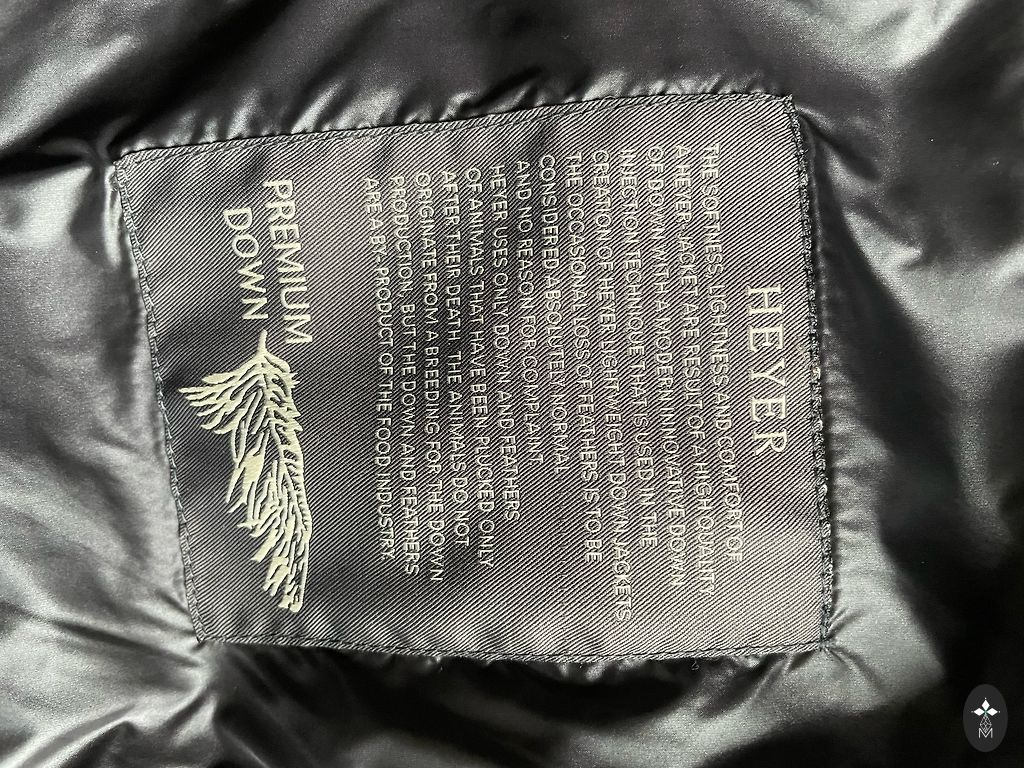 HEYER
THE SOFTNESS, LIGHTNESS AND COMFORT OF
A HEYER JACKET ARE RESULT OF A HIGH QUALITY
OF DOWN WITH A MODERN INNOVATIVE DOWN
INJECTION TECHNIQUE THAT IS USED IN THE
CREATION OF HEYER LIGHT WEIGHT DOWN JACKETS
THE OCCASIONAL LOSS OF FEATHERS IS TO BE
CONSIDERED ABSOLUTELY NORMAL
AND NO REASON FOR COMPLAINT.
HEYER USES ONLY DOWN AND FEATHERS
OF ANIMALS THAT HAVE BEEN PLUCKED ONLY
AFTER THEIR DEATH. THE ANIMALS DO NOT
ORIGINATE FROM A BREEDING FOR THE DOWN
PRODUCTION, BUT THE DOWN AND FEATHERS
ARE A BY-PRODUCT OF THE FOOD INDUSTRY.
PREMIUM
DOWN
M